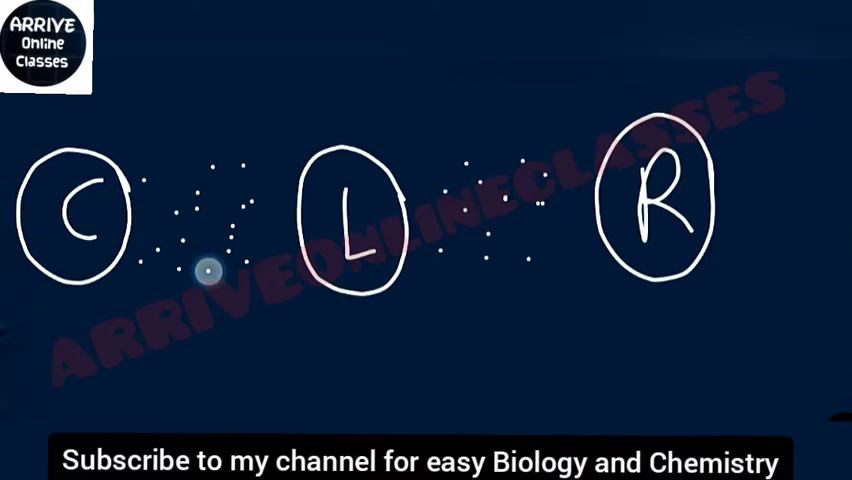 ARRIVE
Online
Classes
C L R
ARRIVEONLINECLASSES
Subscribe to my channel for easy Biology and Chemistry